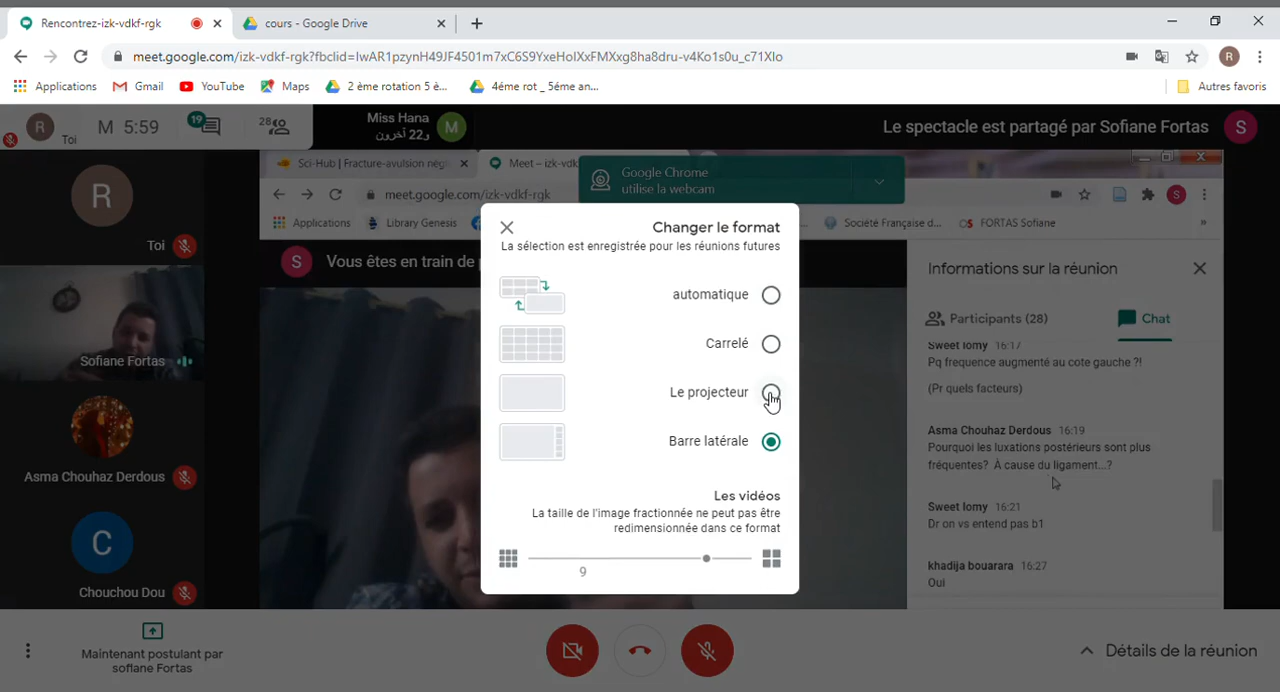 Rencontrez-izk-vdkf-rgk
cours - Google Drive
meet.google.com/izk-vdkf-rgk?fbclid=IwAR1pzynH49JF4501m7xC6S9YxeHoIXxFMXxg8ha8dru-v4Ko1s0u_c71XIo
R
Applications
Gmail
YouTube
Maps
2 ème rotation 5 è...
4éme rot _ 5éme an...
Autres favoris
R
Toi
M 5:59
19
28
Miss Hana
و22 آخرون
M
Le spectacle est partagé par Sofiane Fortas
S
Sci-Hub | Fracture-avulsion nég
Meet – izk-vdk
Google Chrome
utilise la webcam
meet.google.com/izk-vdkf-rgk
S
Applications
Library Genesis
Société Française d...
FORTAS Sofiane
S
Vous êtes en train de
R
Toi
Sofiane Fortas
Asma Chouhaz Derdous
C
Chouchou Dou
Changer le format
La sélection est enregistrée pour les réunions futures
automatique
Carrelé
Le projecteur
Barre latérale
Les vidéos
La taille de l'image fractionnée ne peut pas être
redimensionnée dans ce format
9
Informations sur la réunion
Participants (28)
Chat
Sweet lomy 16:17
Pq frequence augmenté au cote gauche ?!
(Pr quels facteurs)
Asma Chouhaz Derdous 16:19
Pourquoi les luxations postérieurs sont plus
fréquentes? À cause du ligament...?
Sweet lomy 16:21
Dr on vs entend pas b1
khadija bouarara 16:27
Oui
Maintenant postulant par
sofiane Fortas
Détails de la réunion